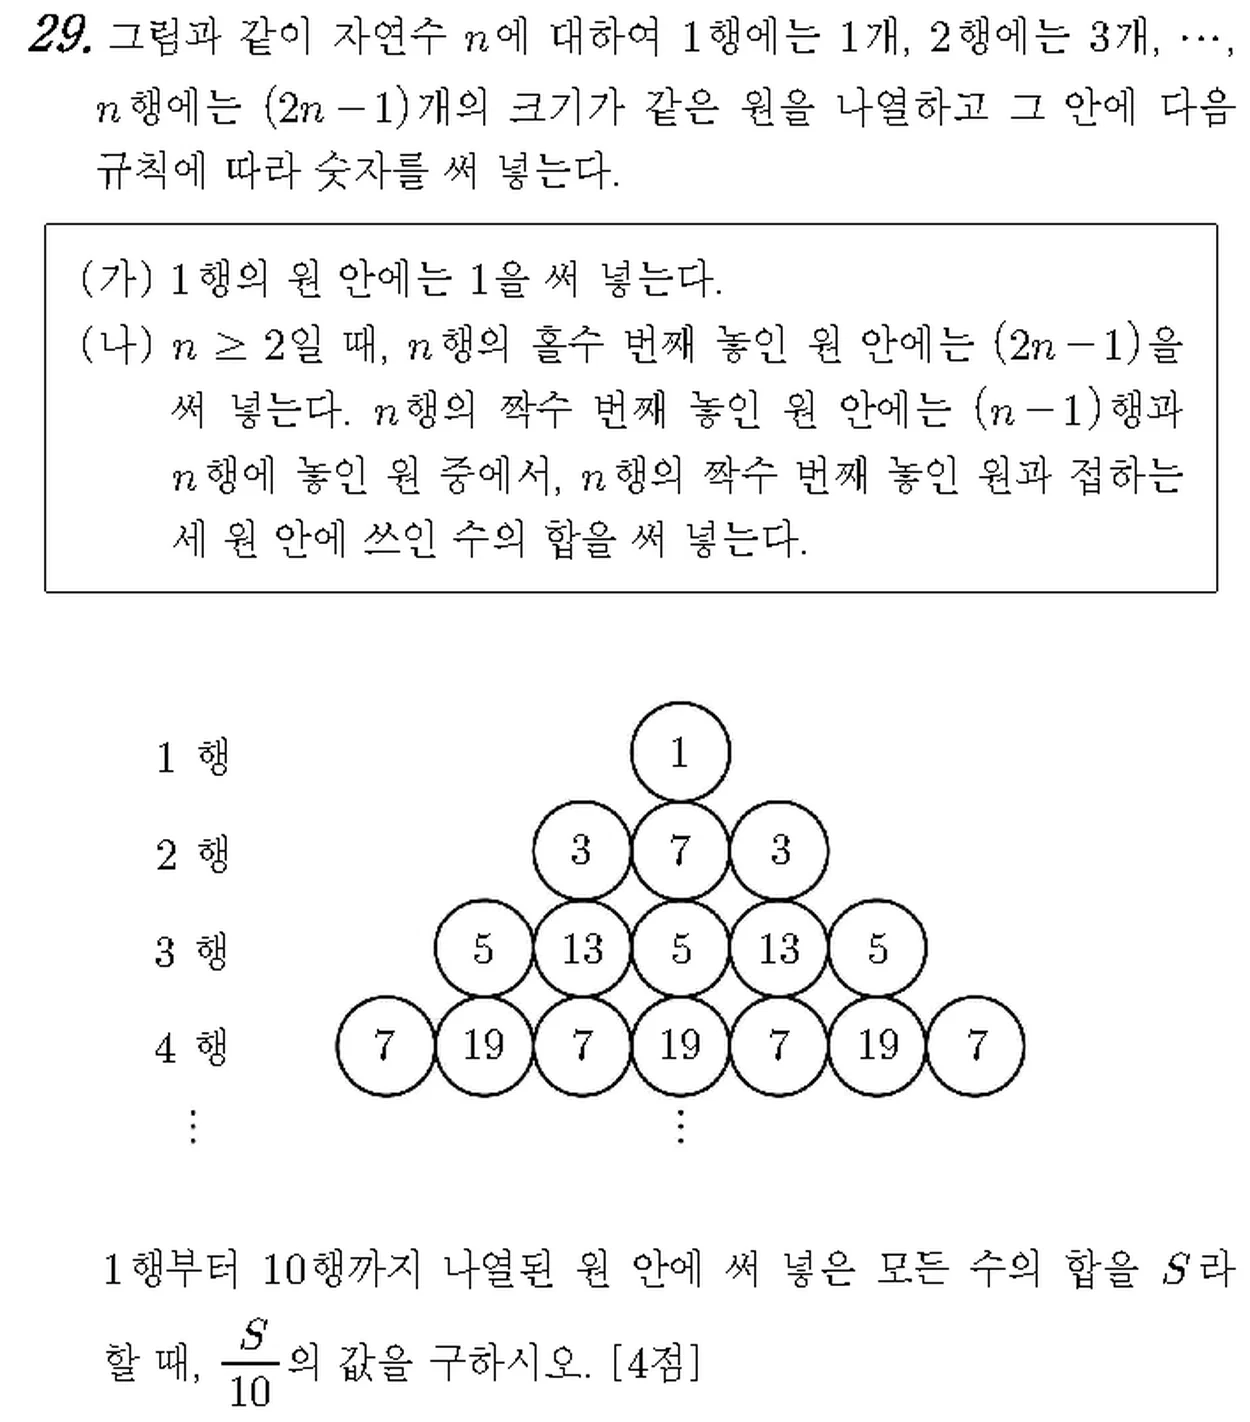 29. 그림과 같이 자연수 n에 대하여 1행에는 1개, 2행에는 3개, ⋯,
n행에는 (2n-1)개의 크기가 같은 원을 나열하고 그 안에 다음
규칙에 따라 숫자를 써 넣는다.
(가) 1행의 원 안에는 1을 써 넣는다.
(나) n ≥ 2일 때, n행의 홀수 번째 놓인 원 안에는 (2n-1)을
써 넣는다. n행의 짝수 번째 놓인 원 안에는 (n-1)행과
n행에 놓인 원 중에서, n행의 짝수 번째 놓인 원과 접하는
세 원 안에 쓰인 수의 합을 써 넣는다.
1 행 1
2 행 3 7 3
3 행 5 13 5 13 5
4 행 7 19 7 19 7 19 7
⋮ ⋮
1행부터 10행까지 나열된 원 안에 써 넣은 모든 수의 합을 S라
할 때, S/10의 값을 구하시오. [4점]